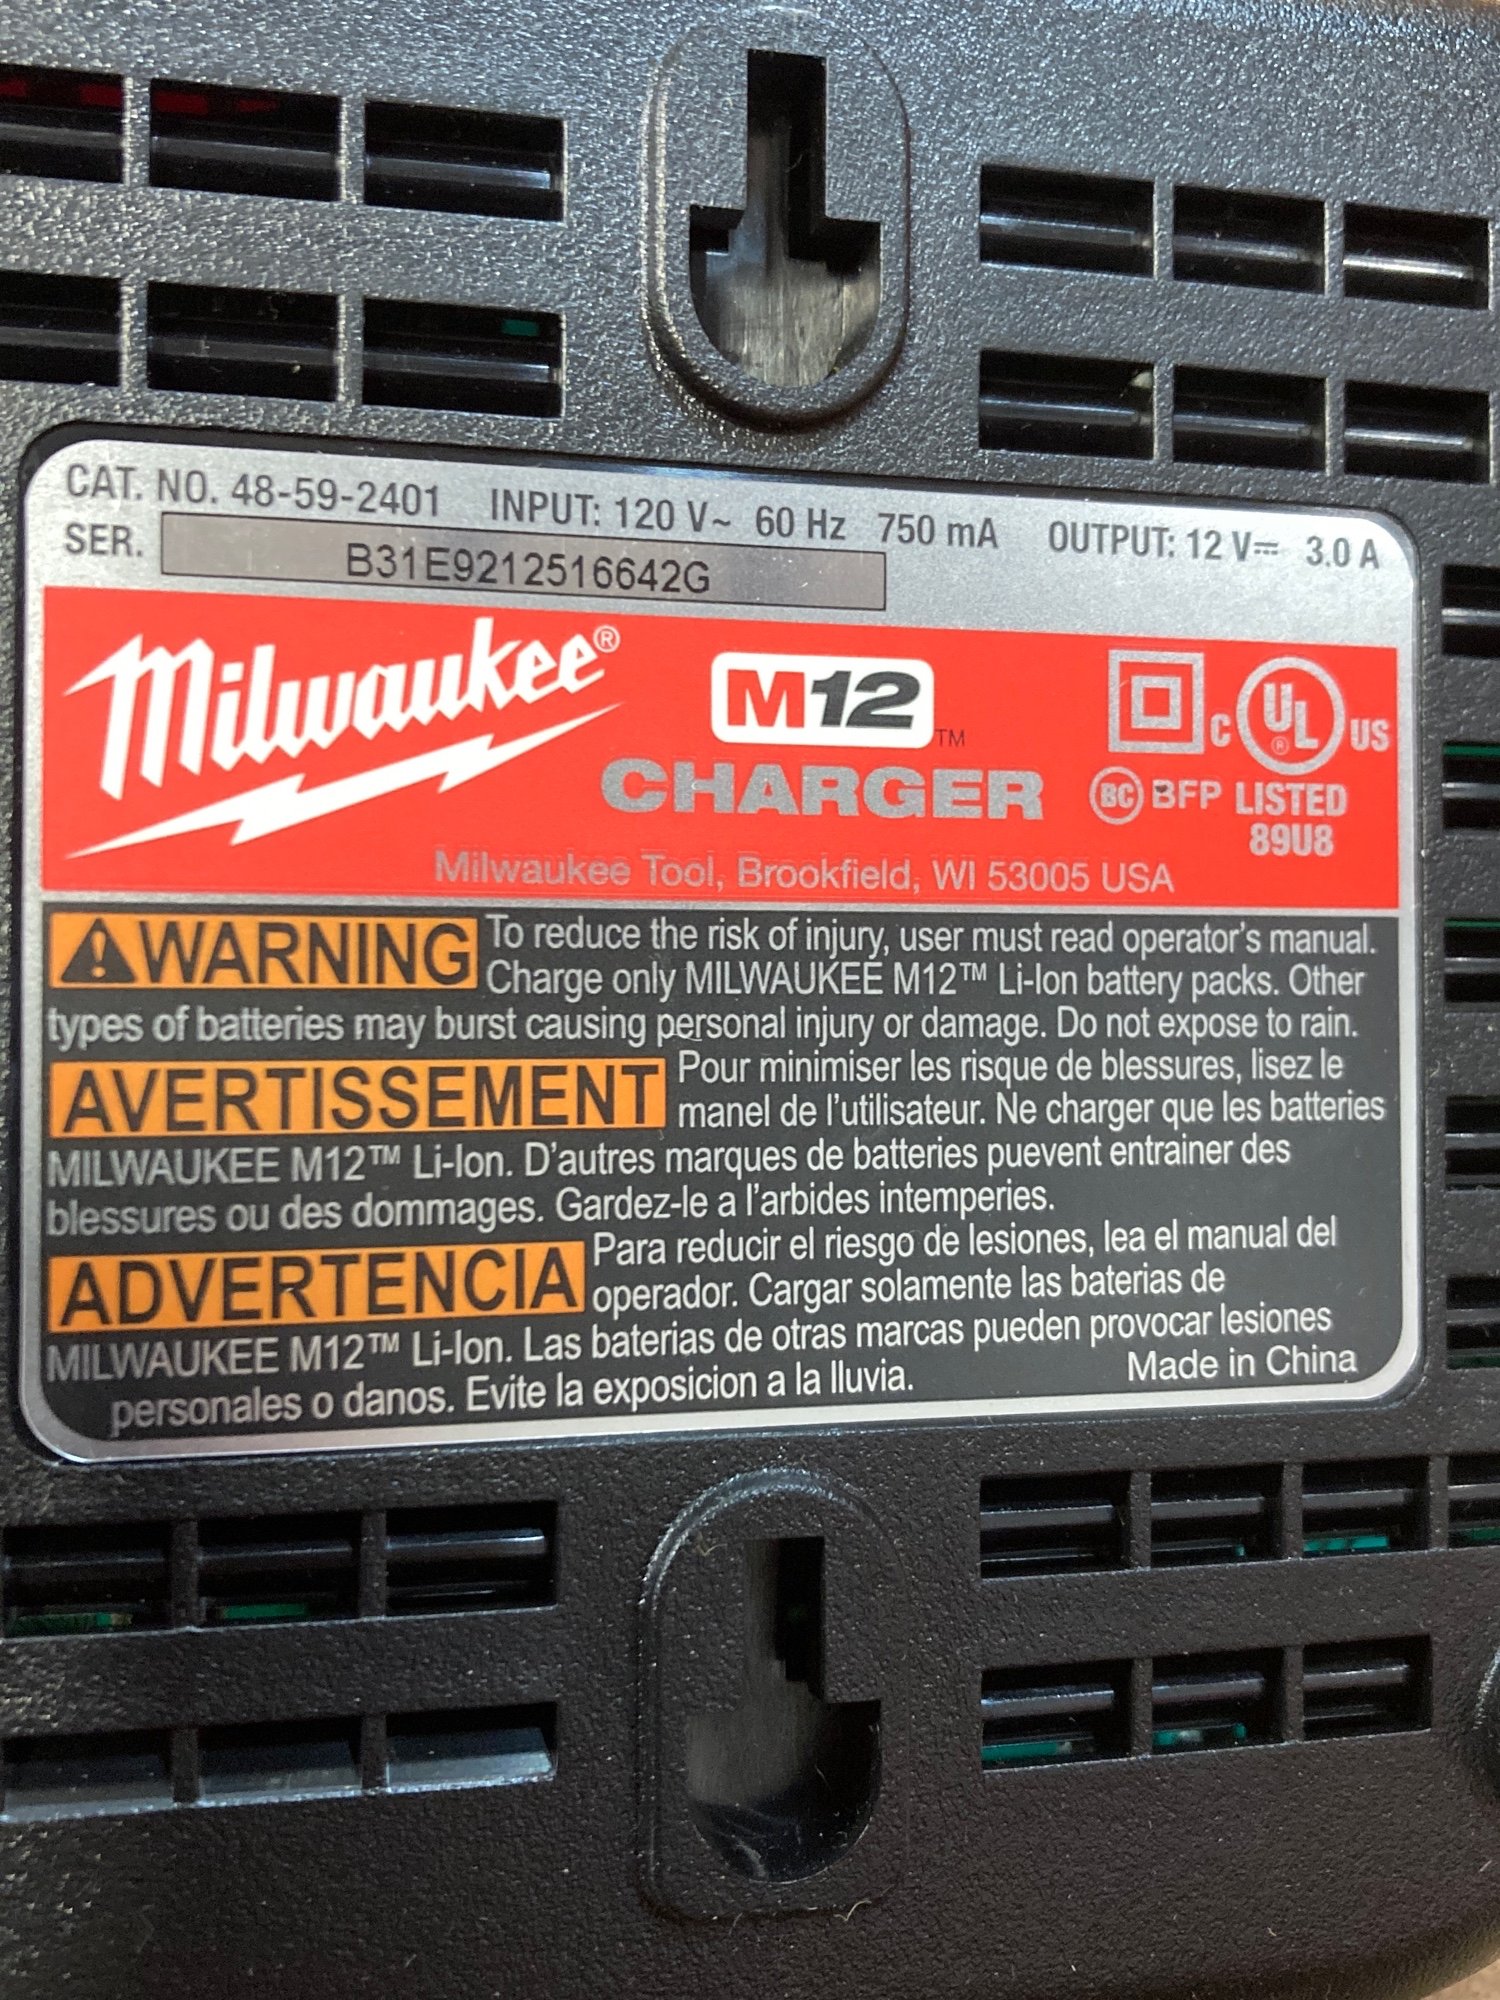 CAT. NO. 48-59-2401 INPUT: 120 V~ 60 Hz 750 mA OUTPUT: 12 V⎓ 3.0 A
SER. B31E9212516642G
Milwaukee®
M12™
CHARGER
C UL® US
BC BFP LISTED
89U8
Milwaukee Tool, Brookfield, WI 53005 USA
⚠WARNING To reduce the risk of injury, user must read operator's manual.
Charge only MILWAUKEE M12™ Li-Ion battery packs. Other
types of batteries may burst causing personal injury or damage. Do not expose to rain.
AVERTISSEMENT Pour minimiser les risque de blessures, lisez le
manel de l'utilisateur. Ne charger que les batteries
MILWAUKEE M12™ Li-Ion. D'autres marques de batteries puevent entrainer des
blessures ou des dommages. Gardez-le a l'arbides intemperies.
ADVERTENCIA Para reducir el riesgo de lesiones, lea el manual del
operador. Cargar solamente las baterias de
MILWAUKEE M12™ Li-Ion. Las baterias de otras marcas pueden provocar lesiones
personales o danos. Evite la exposicion a la lluvia.
Made in China